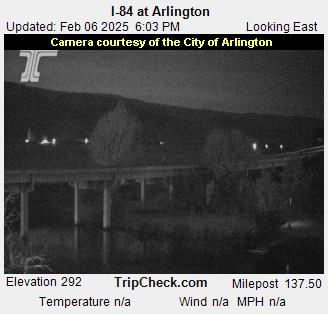 I-84 at Arlington
Updated: Feb 06 2025 6:03 PM Looking East
Camera courtesy of the City of Arlington
Elevation 292 TripCheck.com Milepost 137.50
Temperature n/a Wind n/a MPH n/a